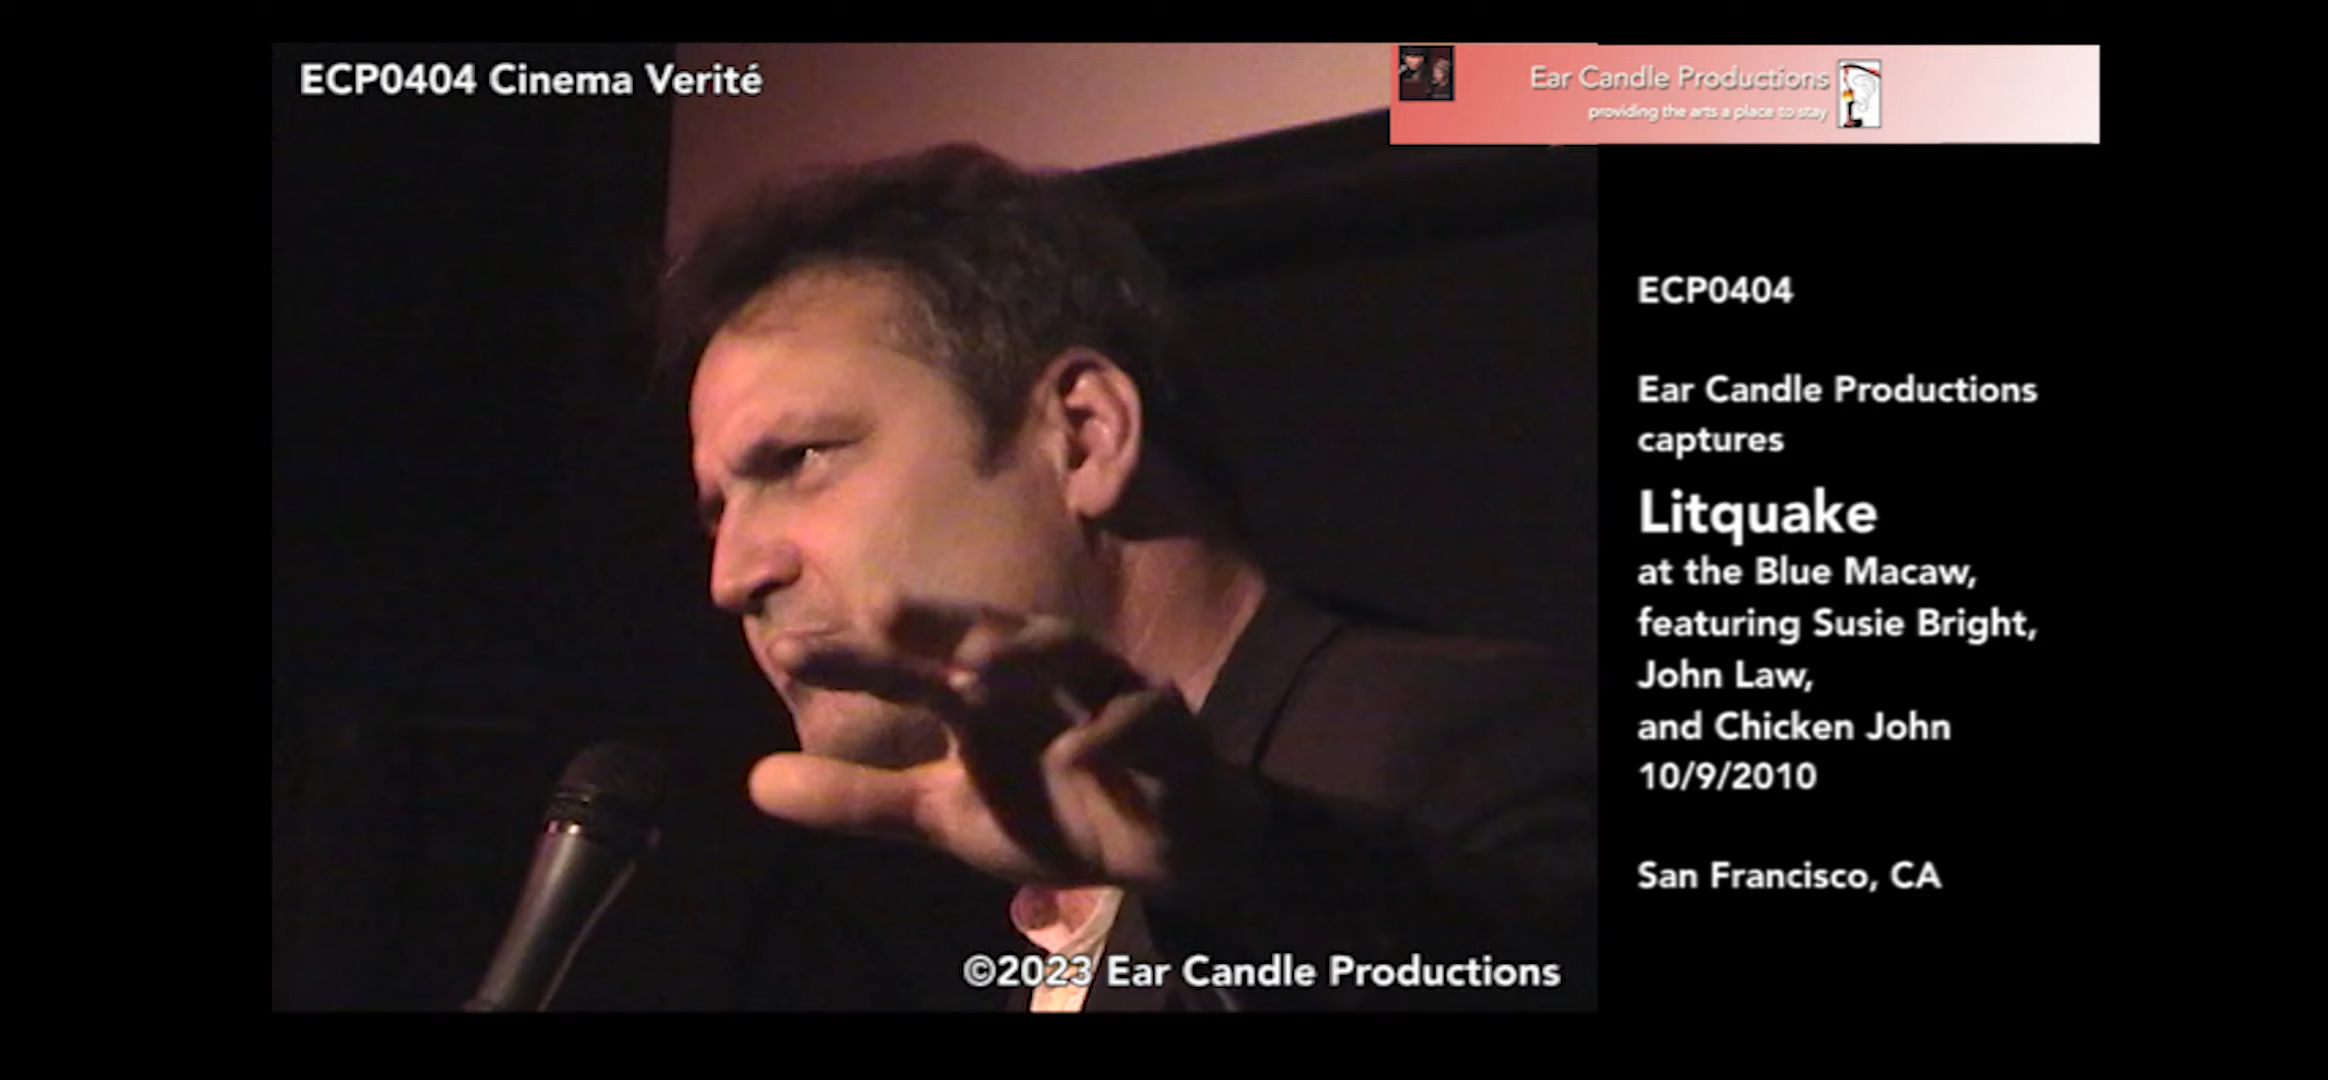 ECP0404 Cinema Verité
Ear Candle Productions
providing the arts a place to stay
ECP0404
Ear Candle Productions
captures
Litquake
at the Blue Macaw,
featuring Susie Bright,
John Law,
and Chicken John
10/9/2010
San Francisco, CA
©2023 Ear Candle Productions